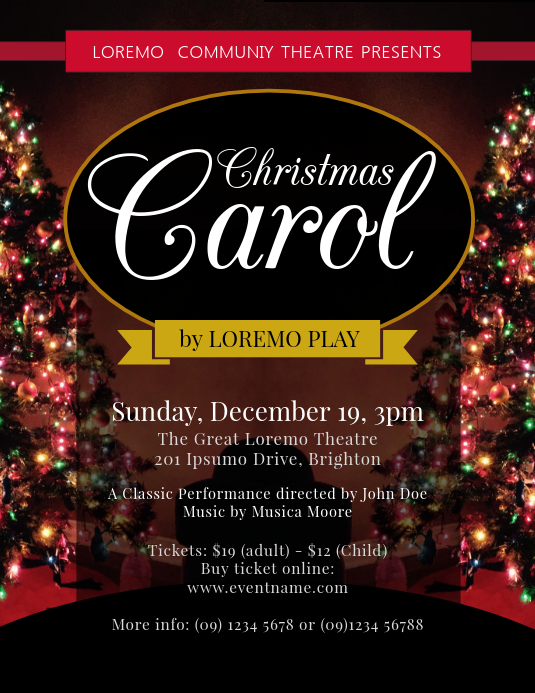 LOREMO COMMUNIY THEATRE PRESENTS
Christmas
Carol
by LOREMO PLAY
Sunday, December 19, 3pm
The Great Loremo Theatre
201 Ipsumo Drive, Brighton
A Classic Performance directed by John Doe
Music by Musica Moore
Tickets: $19 (adult) - $12 (Child)
Buy ticket online:
www.eventname.com
More info: (09) 1234 5678 or (09)1234 56788